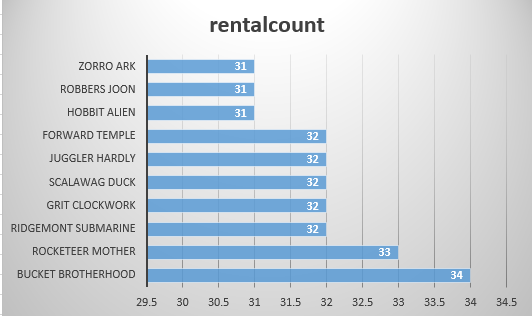 rentalcount
ZORRO ARK 31
ROBBERS JOON 31
HOBBIT ALIEN 31
FORWARD TEMPLE 32
JUGGLER HARDLY 32
SCALAWAG DUCK 32
GRIT CLOCKWORK 32
RIDGEMONT SUBMARINE 32
ROCKETEER MOTHER 33
BUCKET BROTHERHOOD 34
29.5 30 30.5 31 31.5 32 32.5 33 33.5 34 34.5